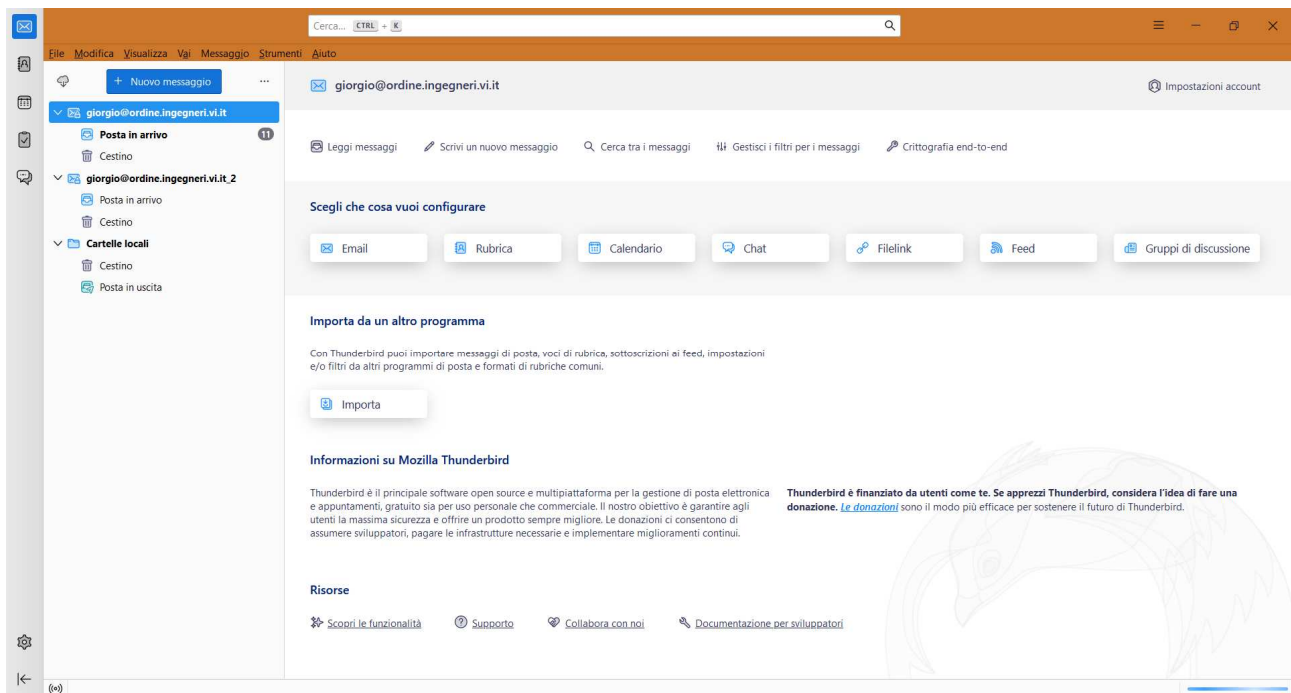 Cerca... CTRL + K
File Modifica Visualizza Vai Messaggio Strumenti Aiuto
+ Nuovo messaggio ...
giorgio@ordine.ingegneri.vi.it
Posta in arrivo 11
Cestino
giorgio@ordine.ingegneri.vi.it_2
Posta in arrivo
Cestino
Cartelle locali
Cestino
Posta in uscita
giorgio@ordine.ingegneri.vi.it Impostazioni account
Leggi messaggi Scrivi un nuovo messaggio Cerca tra i messaggi Gestisci i filtri per i messaggi Crittografia end-to-end
Scegli che cosa vuoi configurare
Email Rubrica Calendario Chat Filelink Feed Gruppi di discussione
Importa da un altro programma
Con Thunderbird puoi importare messaggi di posta, voci di rubrica, sottoscrizioni ai feed, impostazioni
e/o filtri da altri programmi di posta e formati di rubriche comuni.
Importa
Informazioni su Mozilla Thunderbird
Thunderbird è il principale software open source e multipiattaforma per la gestione di posta elettronica
e appuntamenti, gratuito sia per uso personale che commerciale. Il nostro obiettivo è garantire agli
utenti la massima sicurezza e offrire un prodotto sempre migliore. Le donazioni ci consentono di
assumere sviluppatori, pagare le infrastrutture necessarie e implementare miglioramenti continui.
Thunderbird è finanziato da utenti come te. Se apprezzi Thunderbird, considera l'idea di fare una
donazione. Le donazioni sono il modo più efficace per sostenere il futuro di Thunderbird.
Risorse
Scopri le funzionalità Supporto Collabora con noi Documentazione per sviluppatori